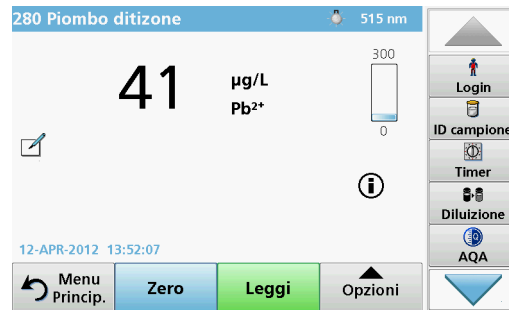 280 Piombo ditizone
515 nm
300
41
µg/L
Pb²⁺
0
12-APR-2012 13:52:07
Menu
Princip.
Zero
Leggi
Opzioni
Login
ID campione
Timer
Diluizione
AQA